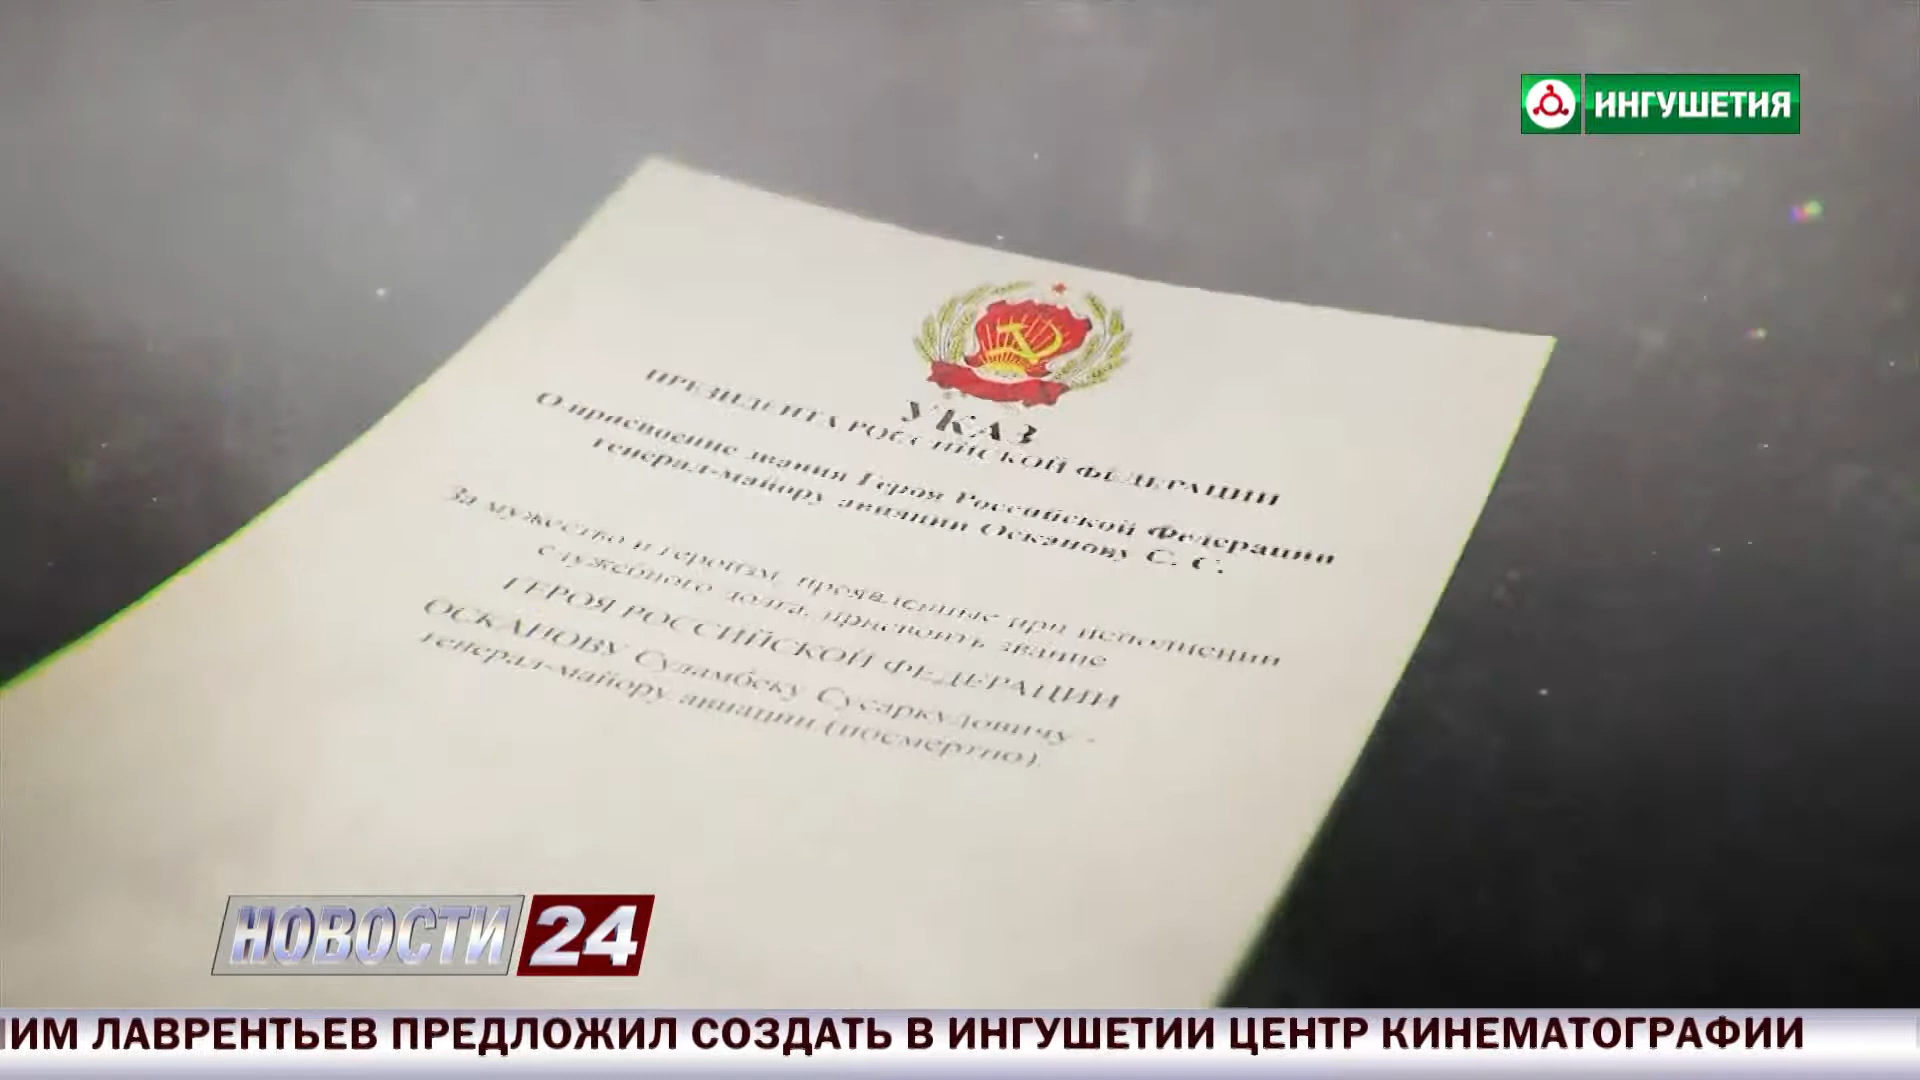 ИНГУШЕТИЯ
УКАЗ
ПРЕЗИДЕНТА РОССИЙСКОЙ ФЕДЕРАЦИИ
О присвоение звания Героя Российской Федерации
генерал-майору авиации Осканову С. С.
За мужество и героизм, проявленные при исполнении
служебного долга, присвоить звание
ГЕРОЯ РОССИЙСКОЙ ФЕДЕРАЦИИ
ОСКАНОВУ Суламбеку Сусаркудовичу -
генерал-майору авиации (посмертно).
НОВОСТИ 24
ИМ ЛАВРЕНТЬЕВ ПРЕДЛОЖИЛ СОЗДАТЬ В ИНГУШЕТИИ ЦЕНТР КИНЕМАТОГРАФИИ